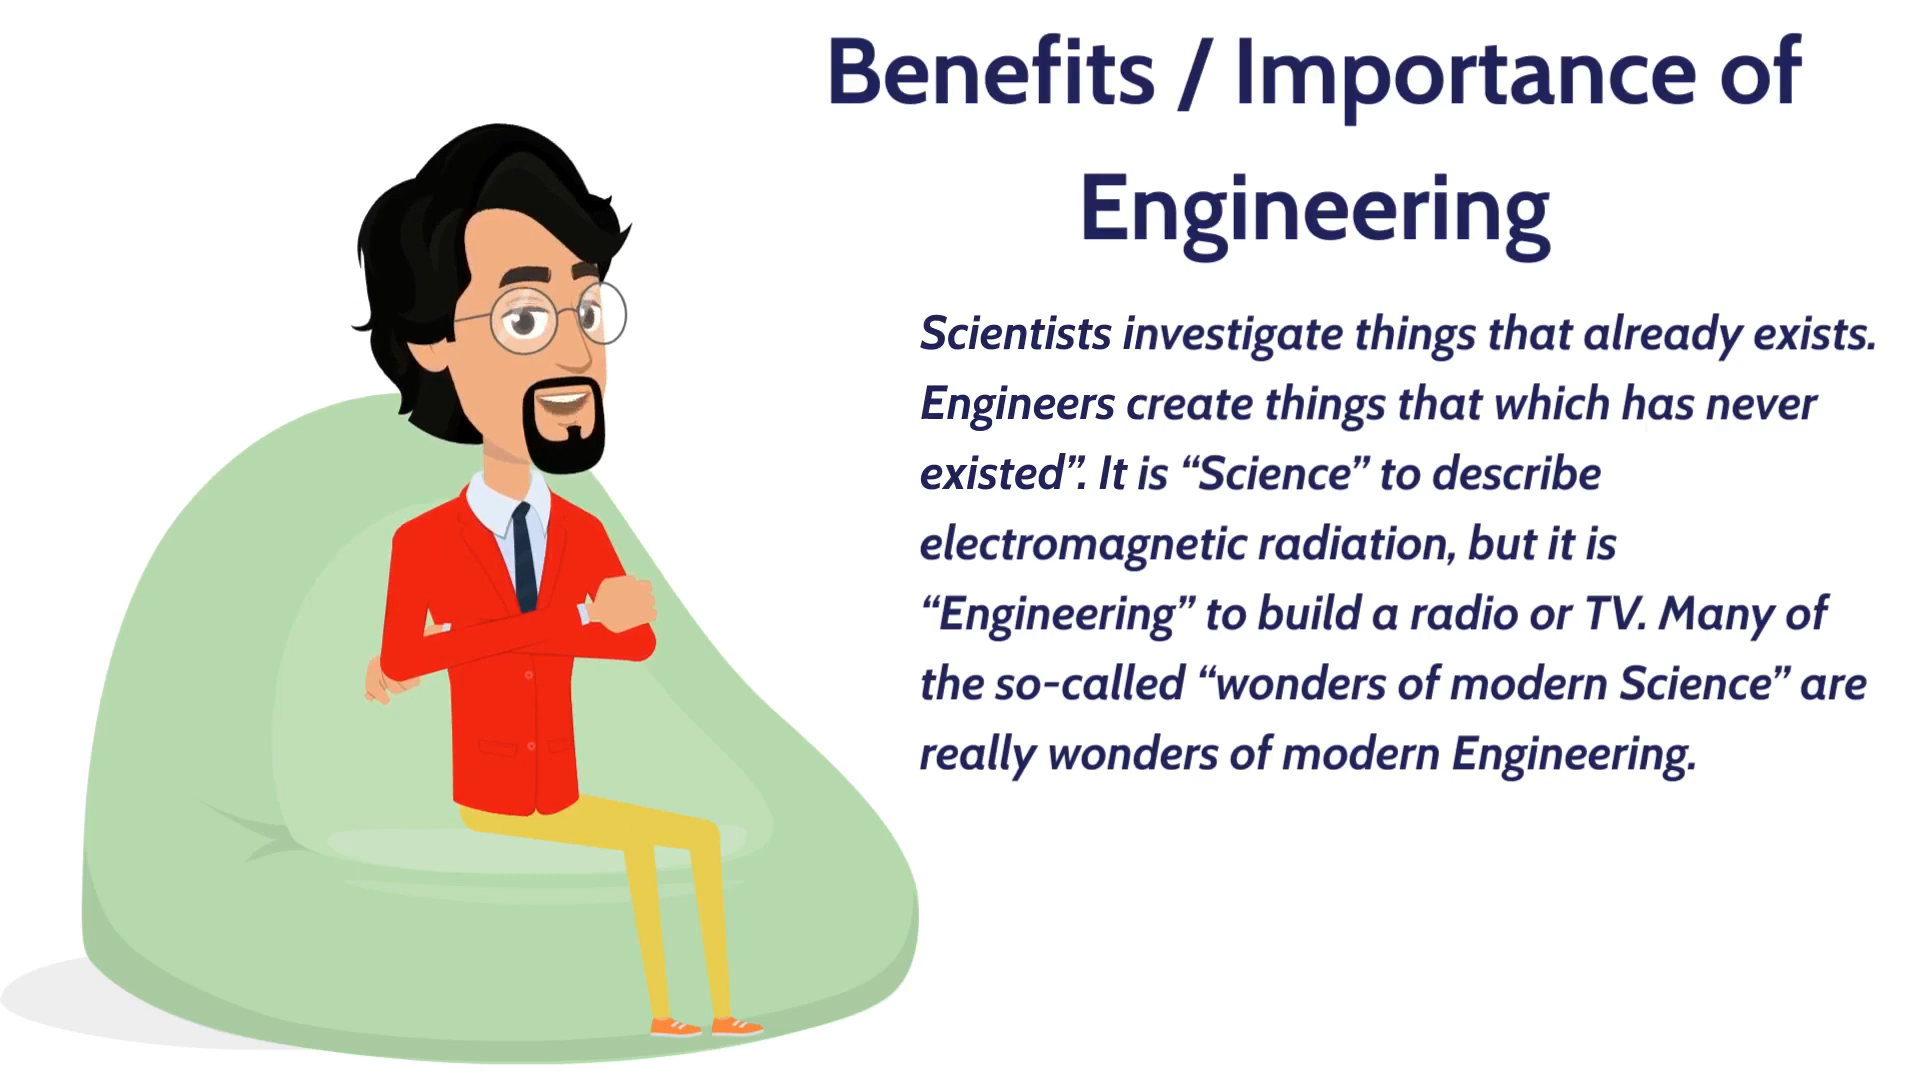 Benefits / Importance of
Engineering
Scientists investigate things that already exists.
Engineers create things that which has never
existed”. It is “Science” to describe
electromagnetic radiation, but it is
“Engineering” to build a radio or TV. Many of
the so-called “wonders of modern Science” are
really wonders of modern Engineering.